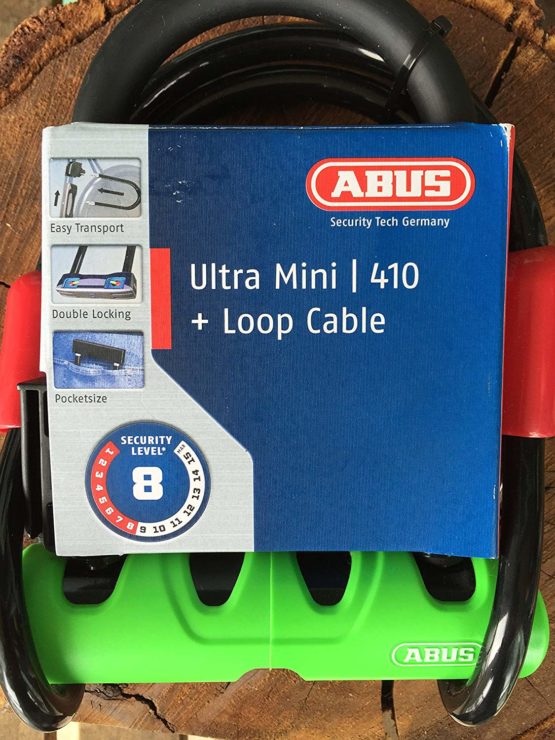 ABUS
Security Tech Germany
Easy Transport
Ultra Mini | 410
+ Loop Cable
Double Locking
Pocketsize
SECURITY
LEVEL*
8
1 2 3 4 5 6 7 8 9 10 11 12 13 14 15 MAX
ABUS